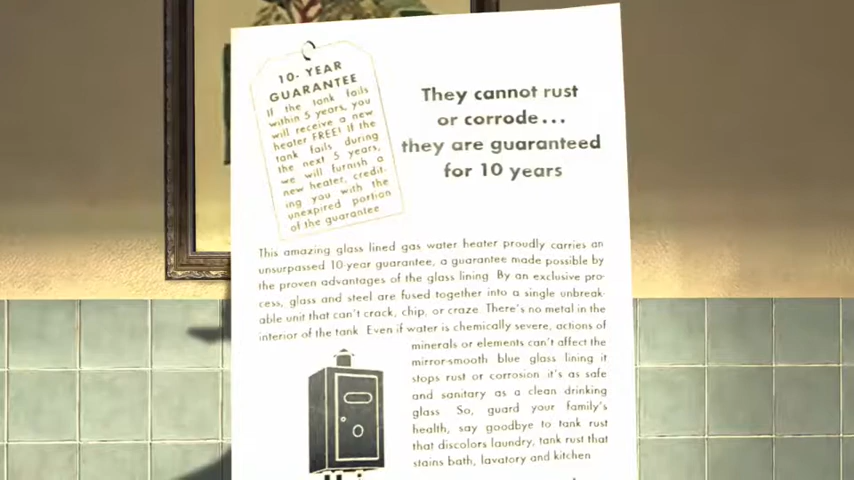 10- YEAR
GUARANTEE
If the tank fails
within 5 years, you
will receive a new
heater FREE! If the
tank fails during
the next 5 years,
we will furnish a
new heater, credit-
ing you with the
unexpired portion
of the guarantee
They cannot rust
or corrode...
they are guaranteed
for 10 years
This amazing glass lined gas water heater proudly carries an
unsurpassed 10-year guarantee, a guarantee made possible by
the proven advantages of the glass lining. By an exclusive pro-
cess, glass and steel are fused together into a single unbreak-
able unit that can't crack, chip, or craze. There's no metal in the
interior of the tank. Even if water is chemically severe, actions of
minerals or elements can't affect the
mirror-smooth blue glass lining it
stops rust or corrosion it's as safe
and sanitary as a clean drinking
glass So, guard your family's
health, say goodbye to tank rust
that discolors laundry, tank rust that
stains bath, lavatory and kitchen